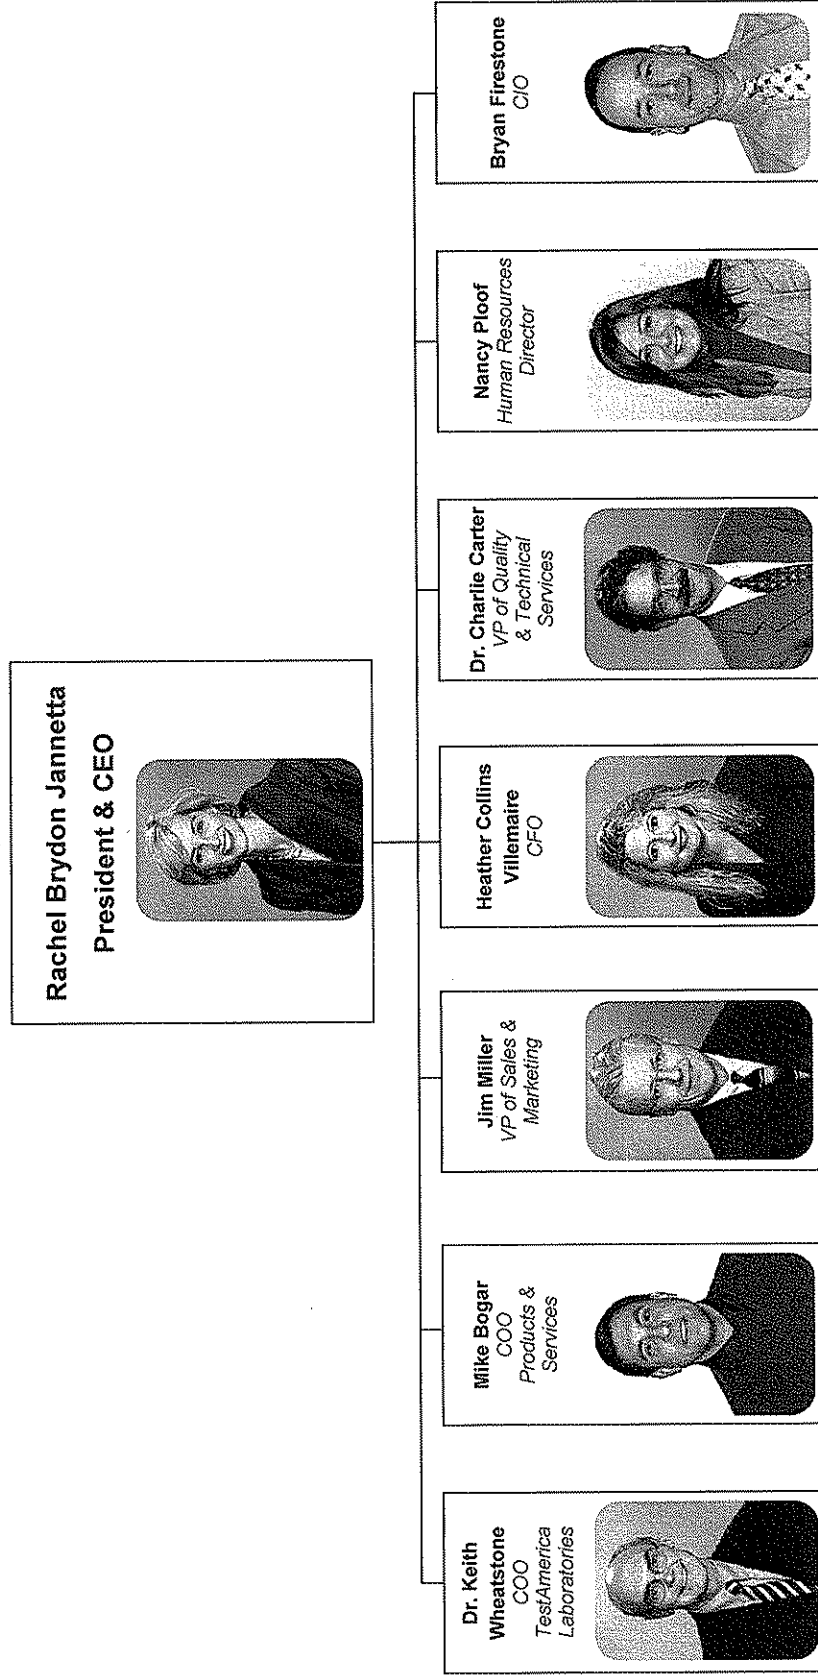 Rachel Brydon Jannetta
President & CEO
Dr. Keith
Wheatstone
COO
TestAmerica
Laboratories
Mike Bogar
COO
Products &
Services
Jim Miller
VP of Sales &
Marketing
Heather Collins
Villemaire
CFO
Dr. Charlie Carter
VP of Quality
& Technical
Services
Nancy Ploof
Human Resources
Director
Bryan Firestone
CIO